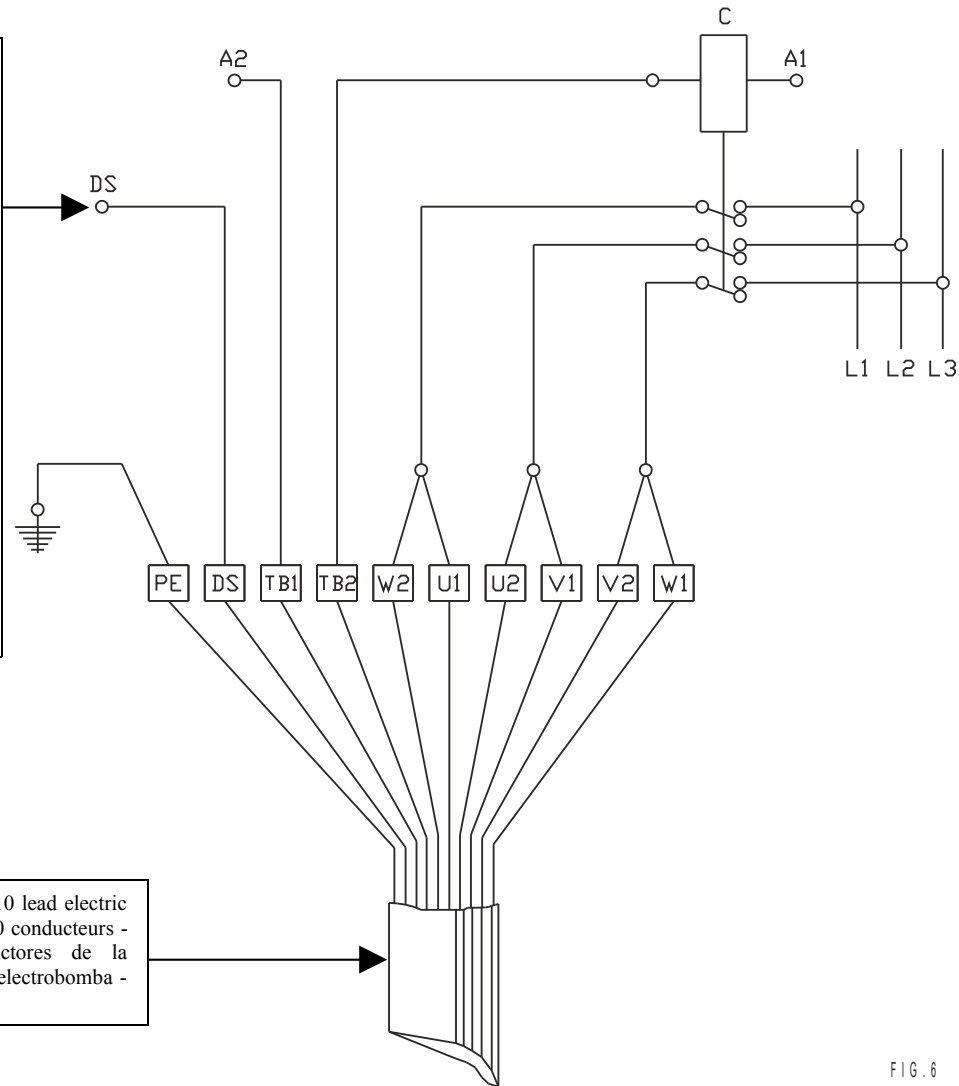 C
A2
A1
DS
L1 L2 L3
PE DS TB1 TB2 W2 U1 U2 V1 V2 W1
0 lead electric
0 conducteurs -
ctores de la
electrobomba -
FIG.6